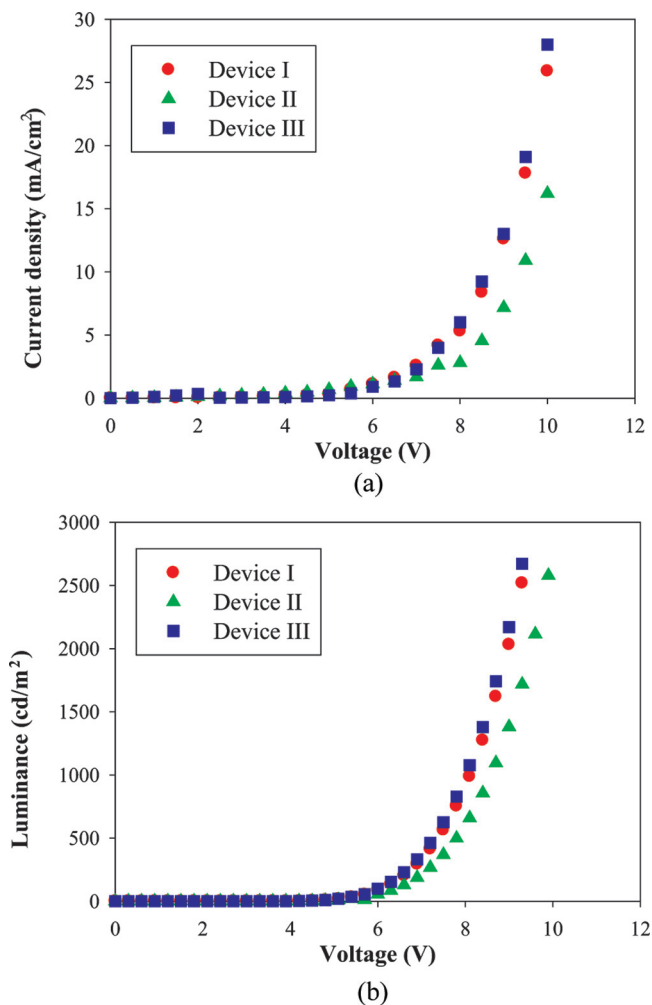 30
25
20
15
10
5
0
Current density (mA/cm²)
Device I
Device II
Device III
0 2 4 6 8 10 12
Voltage (V)
(a)
3000
2500
2000
1500
1000
500
0
Luminance (cd/m²)
Device I
Device II
Device III
0 2 4 6 8 10 12
Voltage (V)
(b)